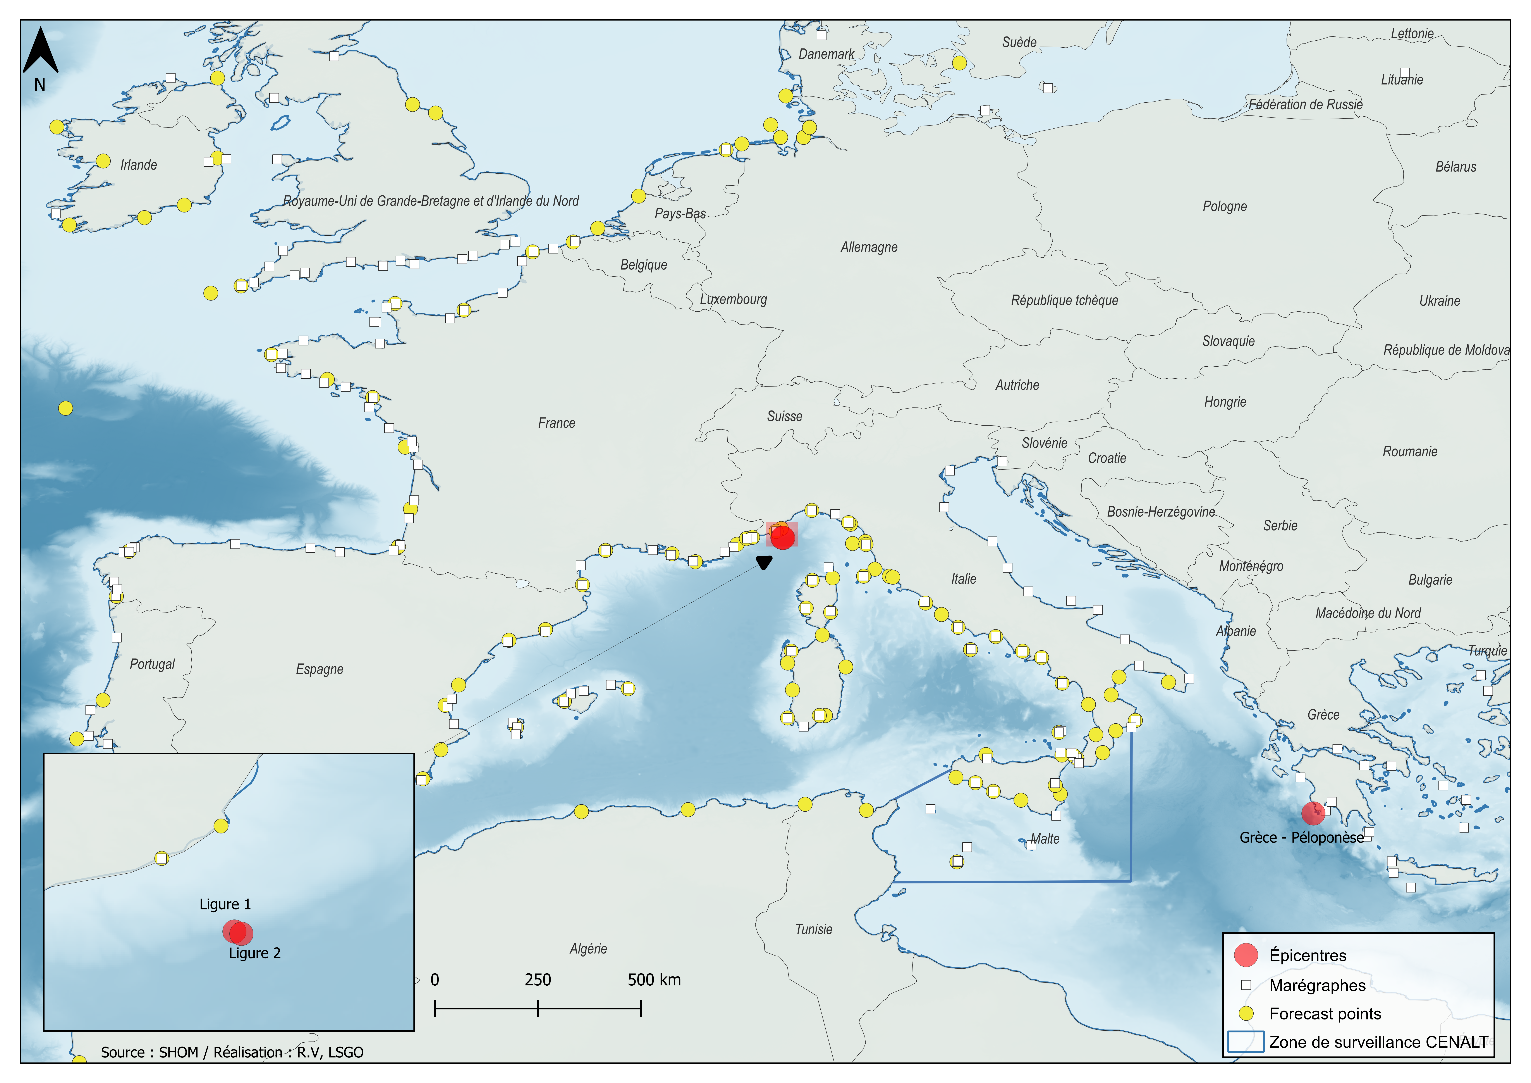 N
Lettonie
Suède
Danemark
Lituanie
Fédération de Russie
Irlande
Bélarus
Royaume-Uni de Grande-Bretagne et d'Irlande du Nord
Pologne
Pays-Bas
Allemagne
Belgique
Luxembourg
République tchèque
Ukraine
Slovaquie
République de Moldova
Autriche
Hongrie
Suisse
France
Slovénie
Roumanie
Croatie
Bosnie-Herzégovine
Serbie
Monténégro
Italie
Bulgarie
Macédoine du Nord
Albanie
Turquie
Portugal
Espagne
Grèce
Grèce - Péloponèse
Malte
Ligure 1
Ligure 2
Tunisie
Algérie
0 250 500 km
Épicentres
Marégraphes
Forecast points
Zone de surveillance CENALT
Source : SHOM / Réalisation : R.V, LSGO